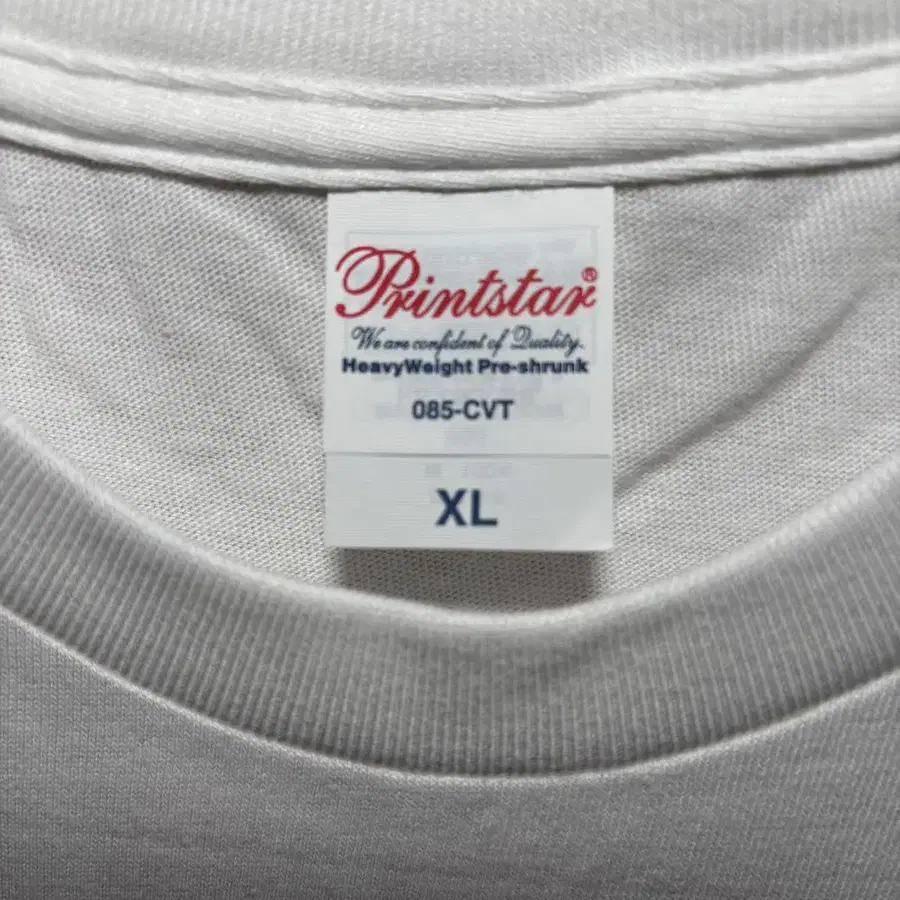 Printstar®
We are confident of Quality.
HeavyWeight Pre-shrunk
085-CVT
XL